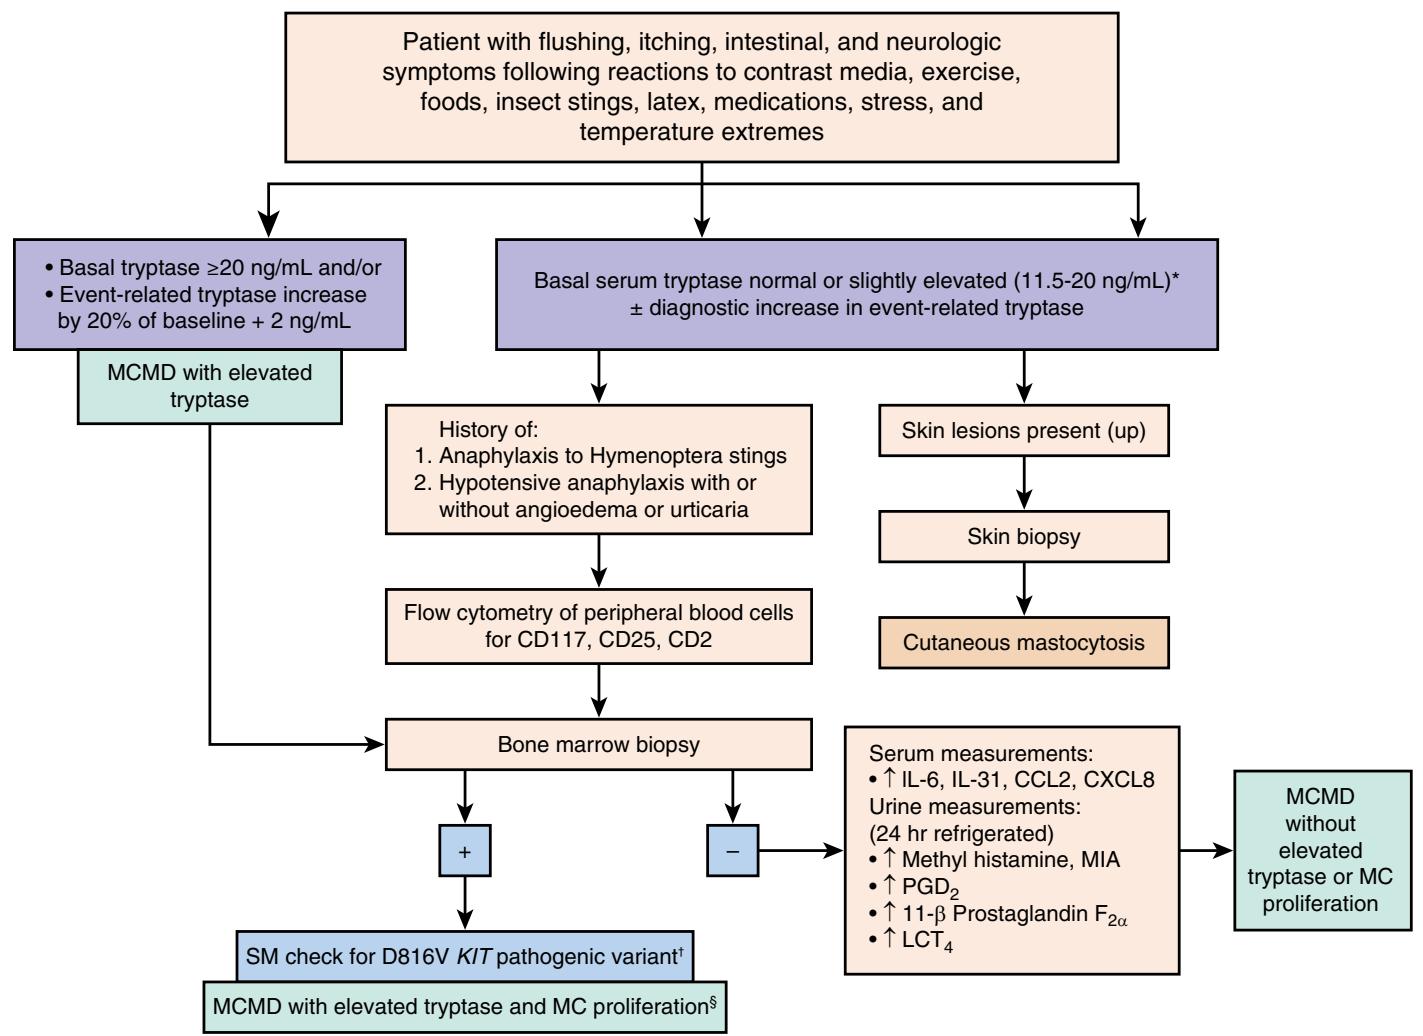 Patient with flushing, itching, intestinal, and neurologic
symptoms following reactions to contrast media, exercise,
foods, insect stings, latex, medications, stress, and
temperature extremes
• Basal tryptase ≥20 ng/mL and/or
• Event-related tryptase increase
by 20% of baseline + 2 ng/mL
MCMD with elevated
tryptase
Basal serum tryptase normal or slightly elevated (11.5-20 ng/mL)*
± diagnostic increase in event-related tryptase
History of:
1. Anaphylaxis to Hymenoptera stings
2. Hypotensive anaphylaxis with or
without angioedema or urticaria
Skin lesions present (up)
Skin biopsy
Cutaneous mastocytosis
Flow cytometry of peripheral blood cells
for CD117, CD25, CD2
Bone marrow biopsy
+
−
Serum measurements:
• ↑ IL-6, IL-31, CCL2, CXCL8
Urine measurements:
(24 hr refrigerated)
• ↑ Methyl histamine, MIA
• ↑ PGD₂
• ↑ 11-β Prostaglandin F₂α
• ↑ LCT₄
MCMD
without
elevated
tryptase or MC
proliferation
SM check for D816V KIT pathogenic variant†
MCMD with elevated tryptase and MC proliferation§